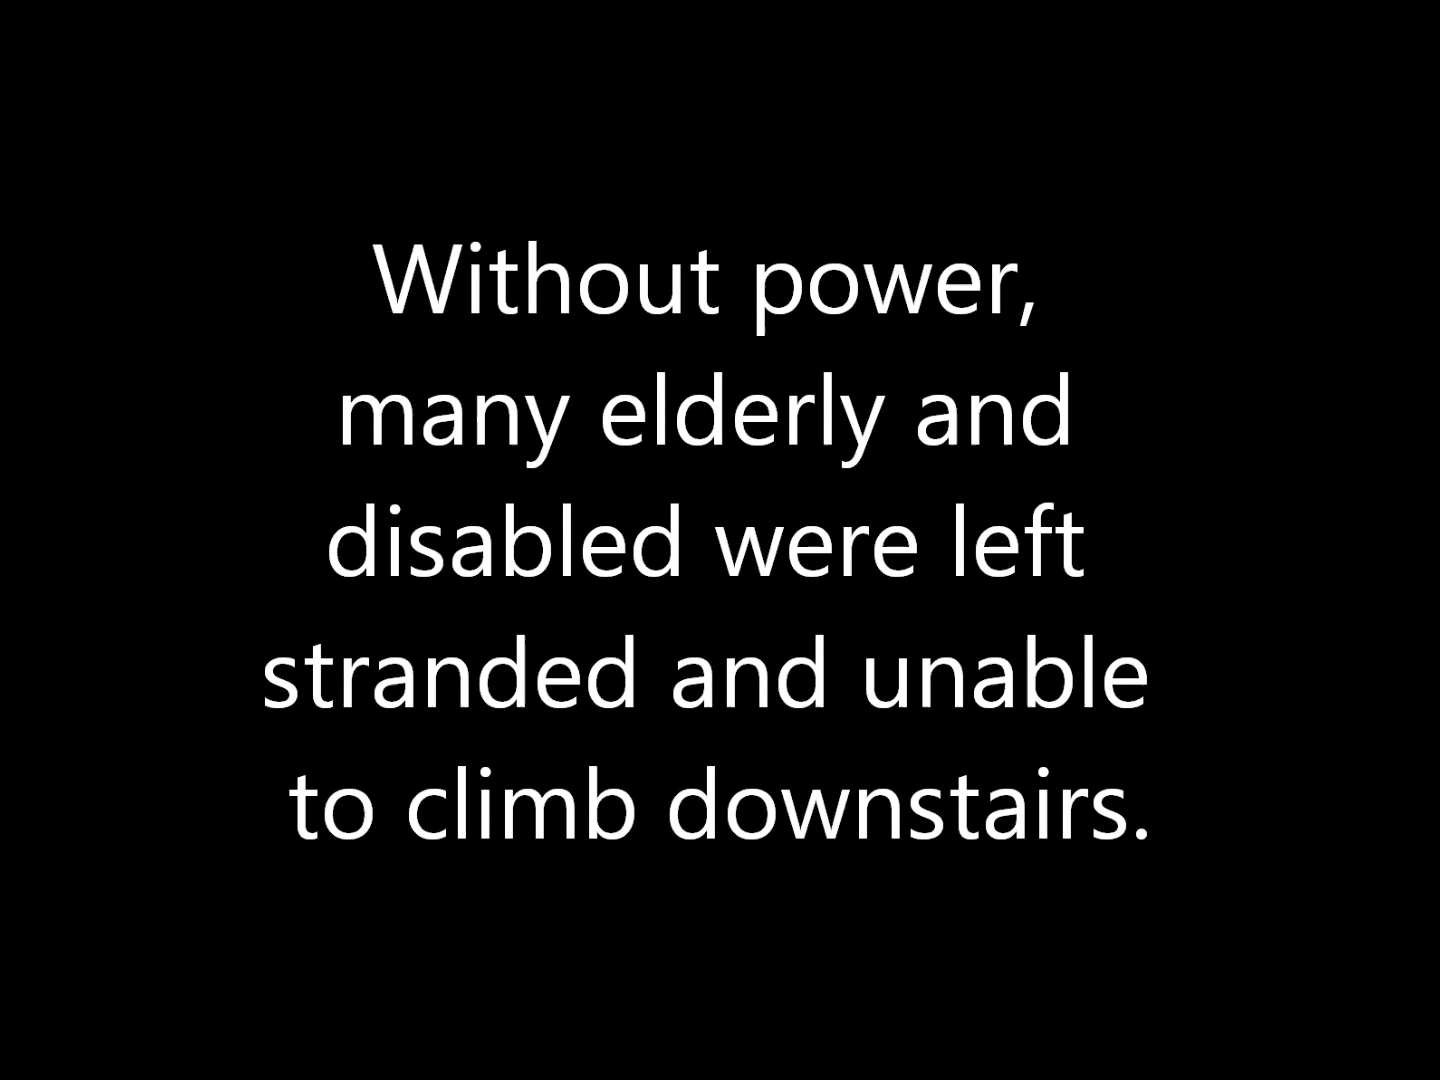 Without power,
many elderly and
disabled were left
stranded and unable
to climb downstairs.